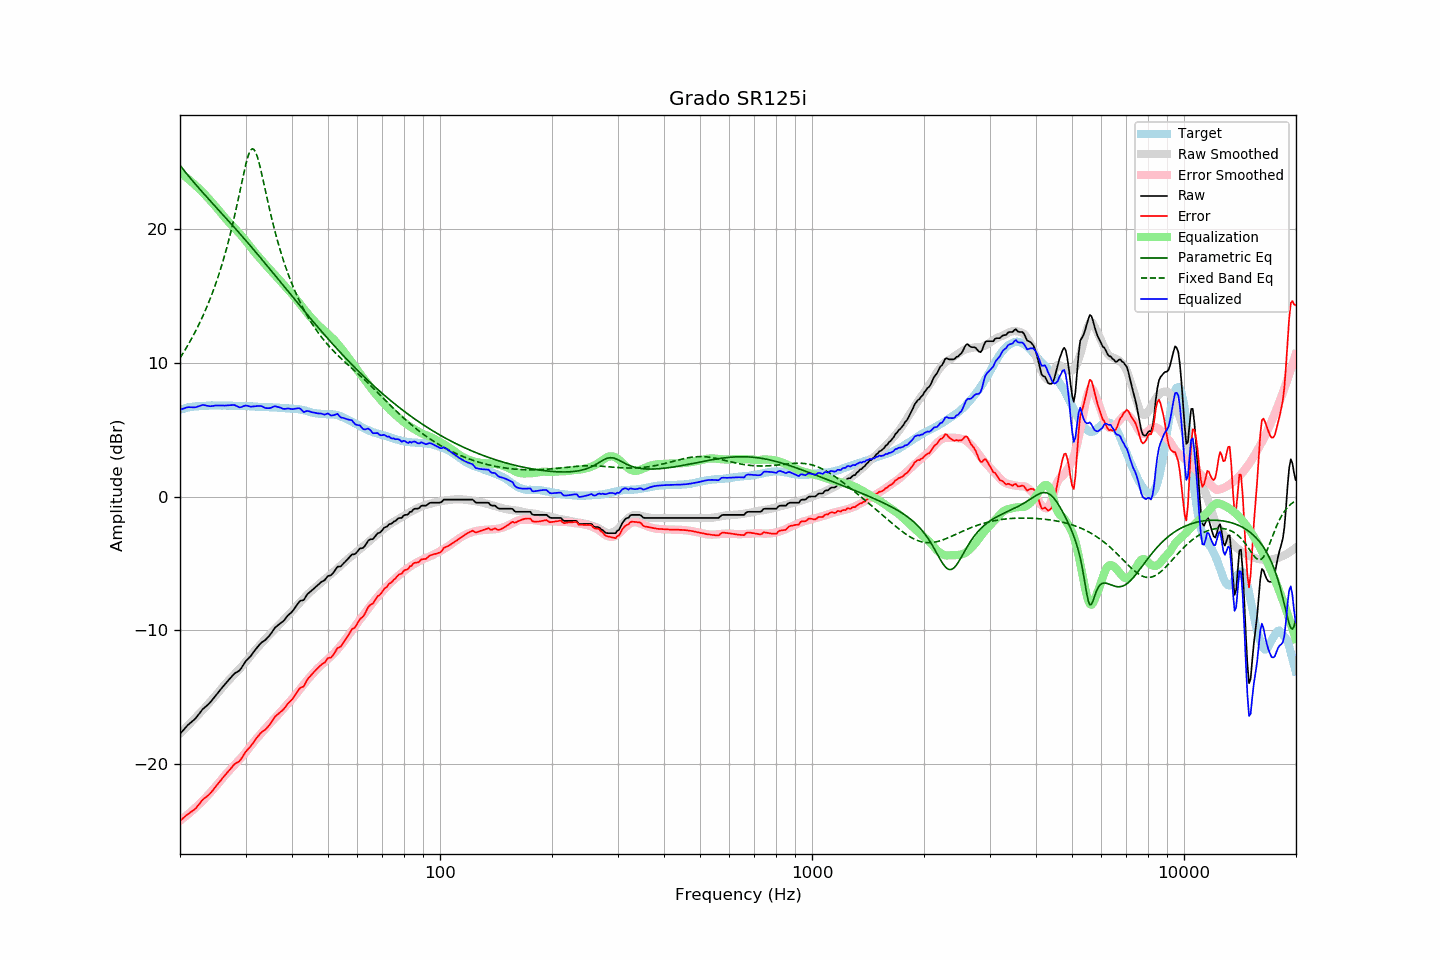 Grado SR125i
Target
Raw Smoothed
Error Smoothed
Raw
Error
Equalization
Parametric Eq
Fixed Band Eq
Equalized
20
10
0
−10
−20
Amplitude (dBr)
100
1000
10000
Frequency (Hz)